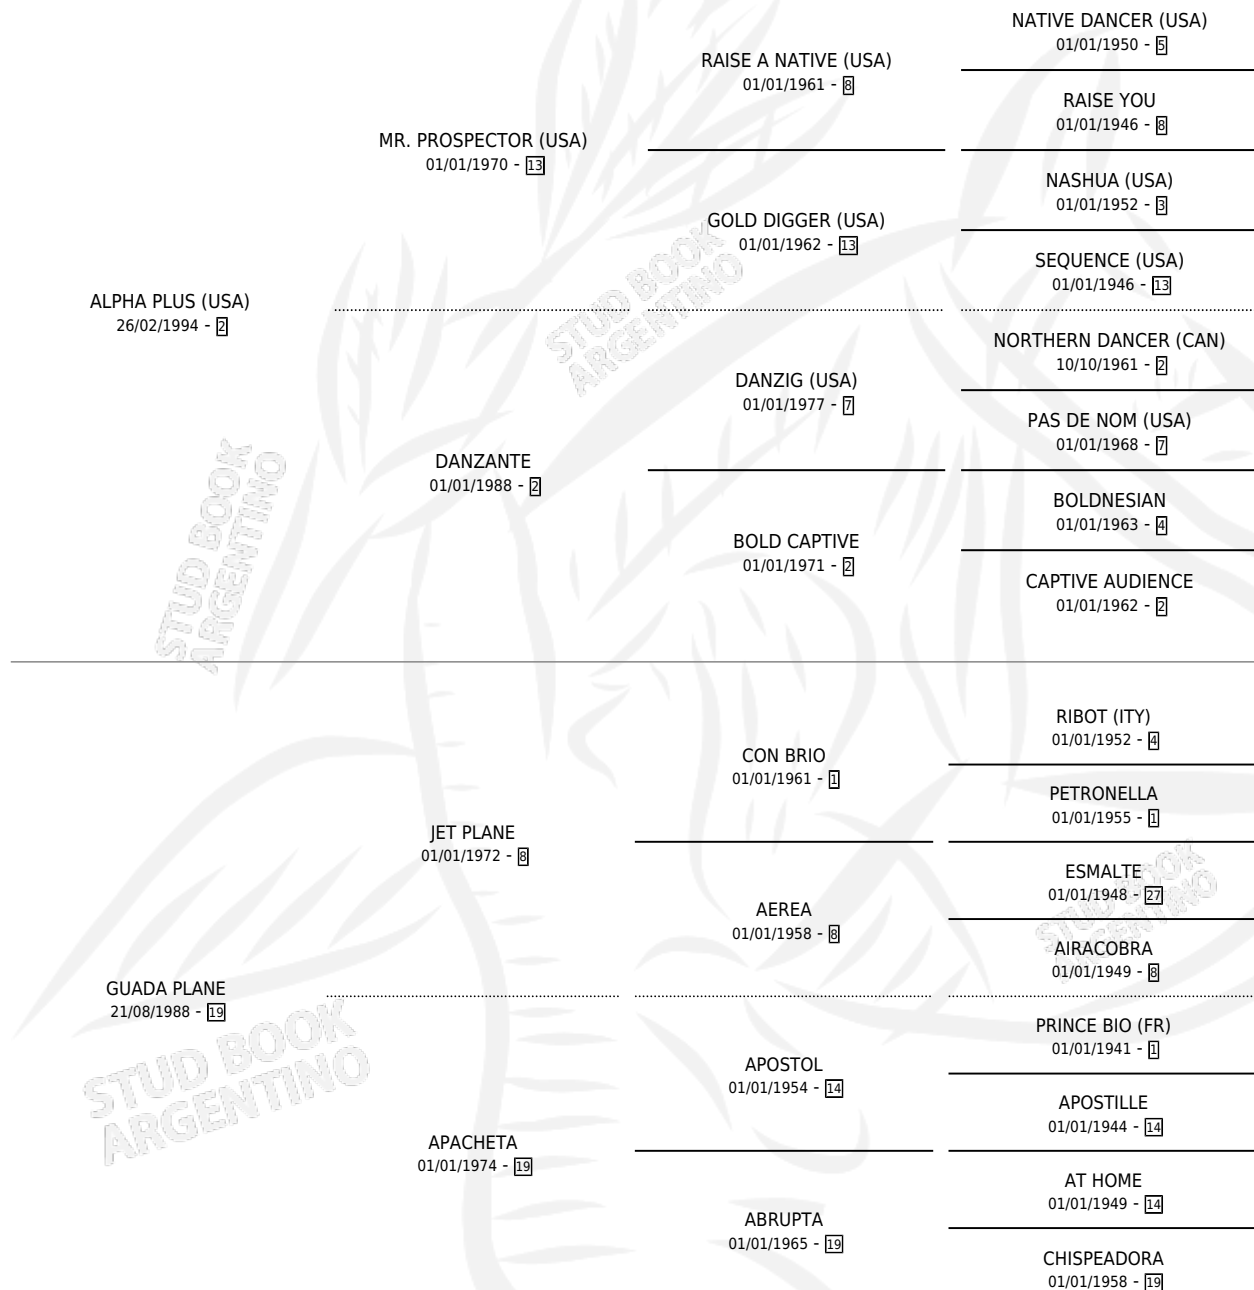 NATIVE DANCER (USA)
01/01/1950 - 5
RAISE A NATIVE (USA)
01/01/1961 - 8
RAISE YOU
01/01/1946 - 8
MR. PROSPECTOR (USA)
01/01/1970 - 13
NASHUA (USA)
01/01/1952 - 3
GOLD DIGGER (USA)
01/01/1962 - 13
SEQUENCE (USA)
01/01/1946 - 13
ALPHA PLUS (USA)
26/02/1994 - 2
STUD BOOK
ARGENTINO
NORTHERN DANCER (CAN)
10/10/1961 - 2
DANZIG (USA)
01/01/1977 - 7
PAS DE NOM (USA)
01/01/1968 - 7
DANZANTE
01/01/1988 - 2
BOLDNESIAN
01/01/1963 - 4
BOLD CAPTIVE
01/01/1971 - 2
CAPTIVE AUDIENCE
01/01/1962 - 2
STUD BOOK
ARGENTINO
RIBOT (ITY)
01/01/1952 - 4
CON BRIO
01/01/1961 - 1
PETRONELLA
01/01/1955 - 1
JET PLANE
01/01/1972 - 8
ESMALTE
01/01/1948 - 27
AEREA
01/01/1958 - 8
AIRACOBRA
01/01/1949 - 8
STUD BOOK
ARGENTINO
GUADA PLANE
21/08/1988 - 19
PRINCE BIO (FR)
01/01/1941 - 1
APOSTOL
01/01/1954 - 14
APOSTILLE
01/01/1944 - 14
STUD BOOK
ARGENTINO
APACHETA
01/01/1974 - 19
AT HOME
01/01/1949 - 14
ABRUPTA
01/01/1965 - 19
CHISPEADORA
01/01/1958 - 19